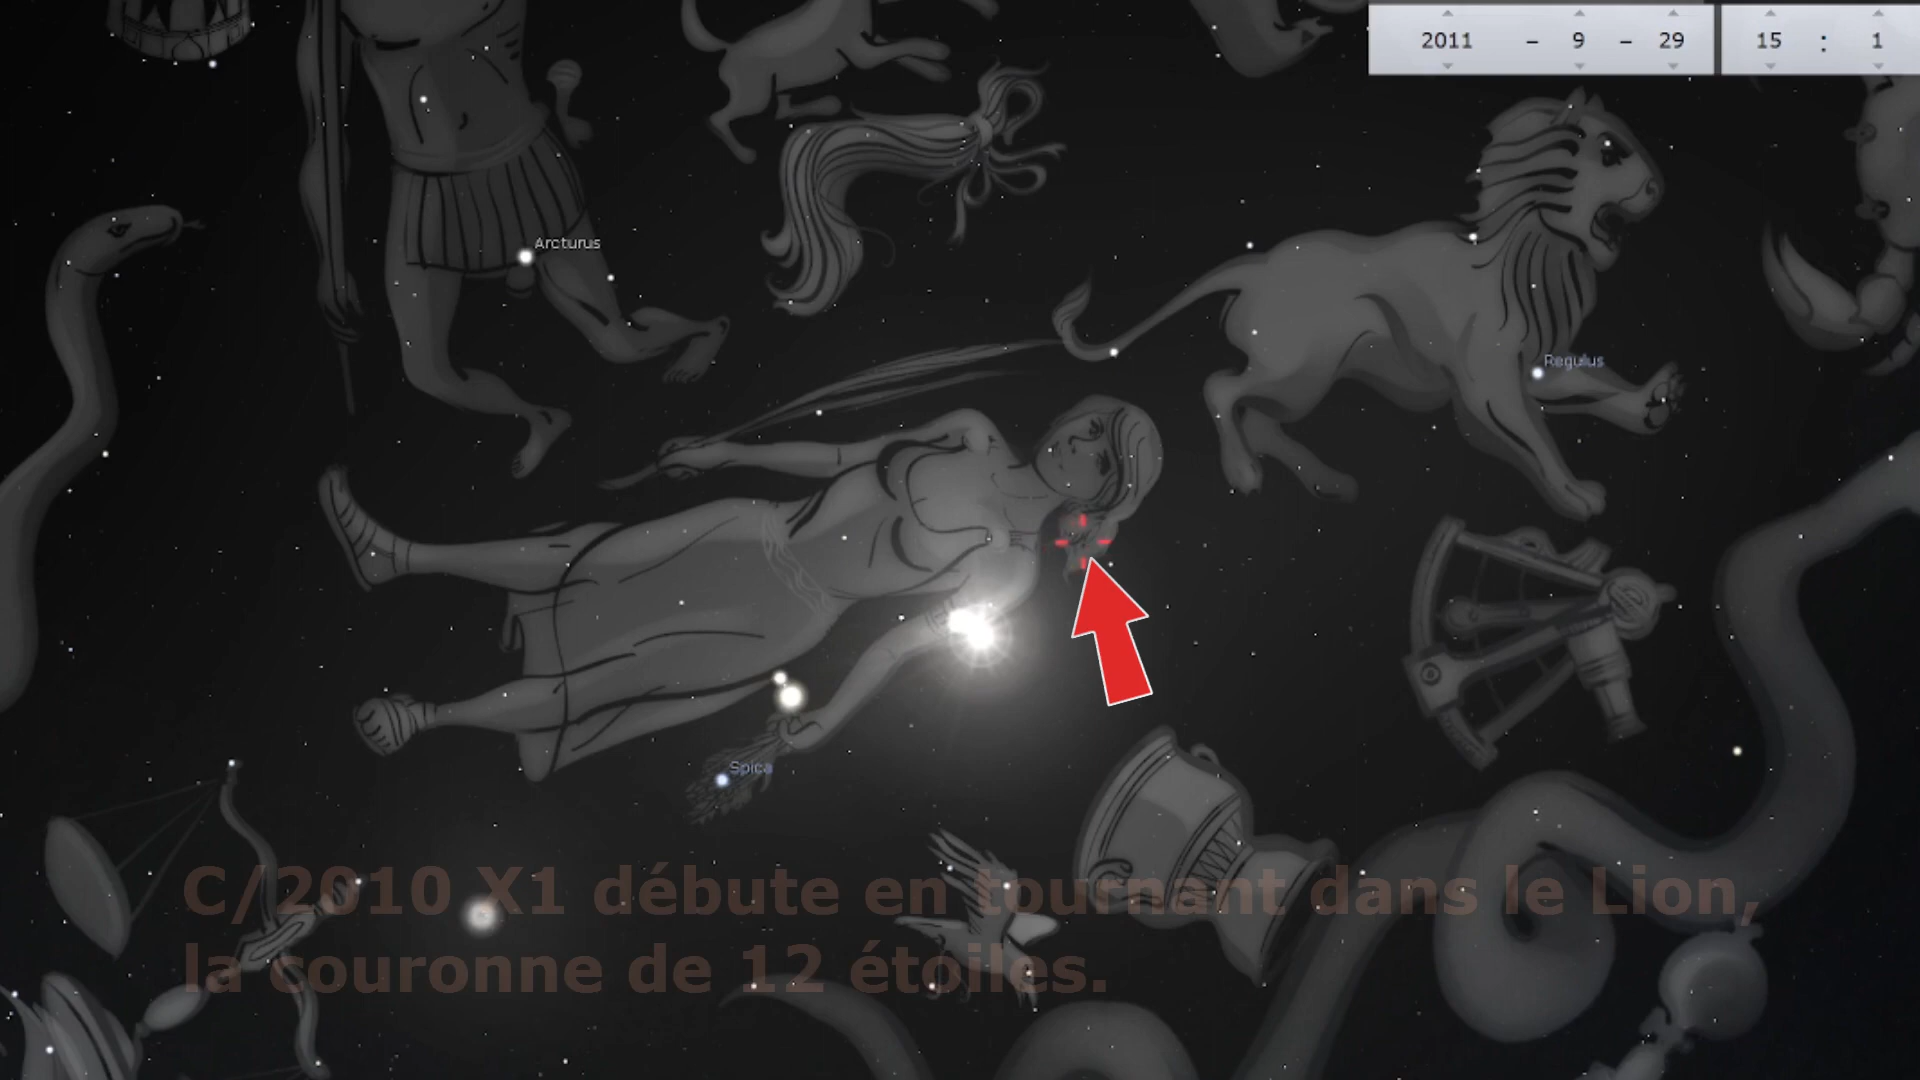 2011 - 9 - 29 15 : 1
Arcturus
Regulus
Spica
C/2010 X1 débute en tournant dans le Lion,
la couronne de 12 étoiles.